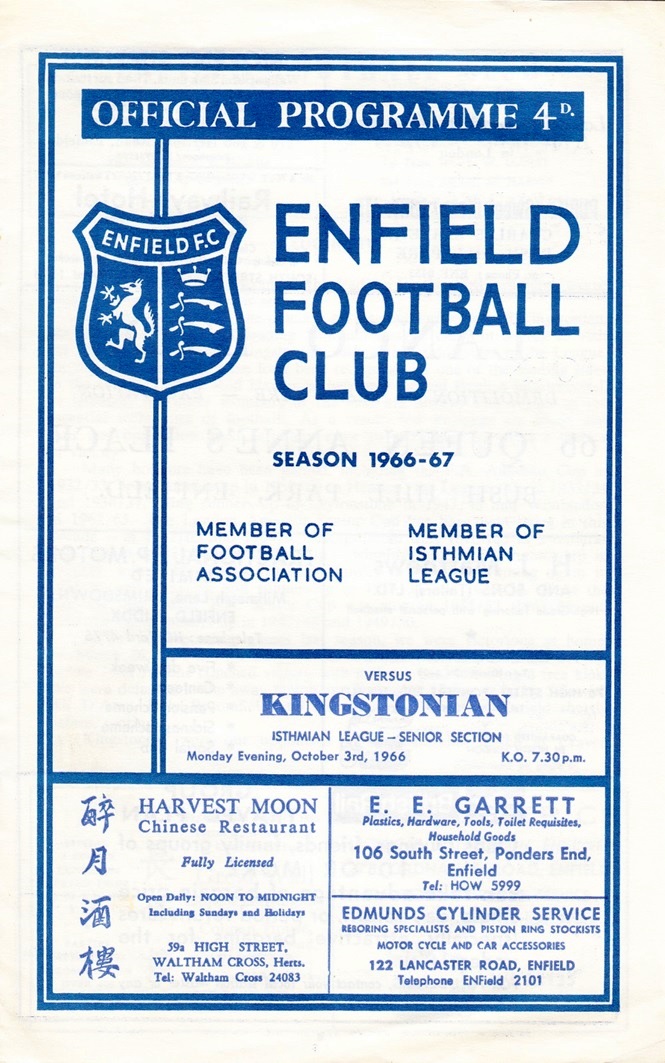 OFFICIAL PROGRAMME 4D.
ENFIELD F.C
ENFIELD
FOOTBALL
CLUB
SEASON 1966-67
MEMBER OF
FOOTBALL
ASSOCIATION
MEMBER OF
ISTHMIAN
LEAGUE
VERSUS
KINGSTONIAN
ISTHMIAN LEAGUE – SENIOR SECTION
Monday Evening, October 3rd, 1966 K.O. 7.30 p.m.
醉月酒樓
HARVEST MOON
Chinese Restaurant
Fully Licensed
Open Daily: NOON TO MIDNIGHT
Including Sundays and Holidays
59a HIGH STREET,
WALTHAM CROSS, Herts.
Tel: Waltham Cross 24083
E. E. GARRETT
Plastics, Hardware, Tools, Toilet Requisites,
Household Goods
106 South Street, Ponders End,
Enfield
Tel: HOW 5999
EDMUNDS CYLINDER SERVICE
REBORING SPECIALISTS AND PISTON RING STOCKISTS
MOTOR CYCLE AND CAR ACCESSORIES
122 LANCASTER ROAD, ENFIELD
Telephone ENField 2101